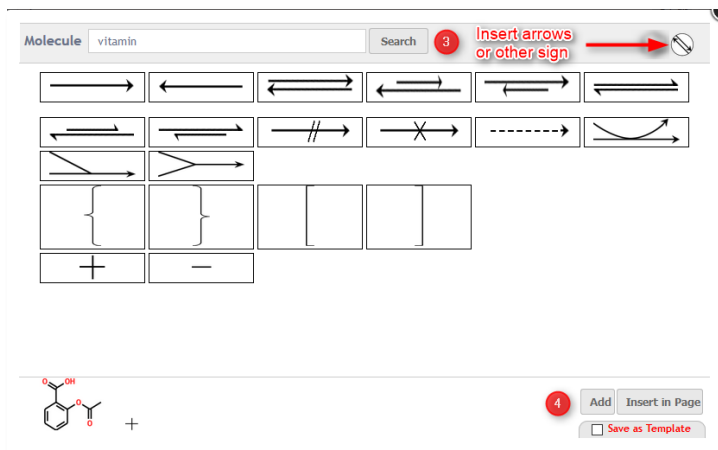 Molecule vitamin Search 3 Insert arrows
or other sign
O OH
O
O
+
4 Add Insert in Page
Save as Template